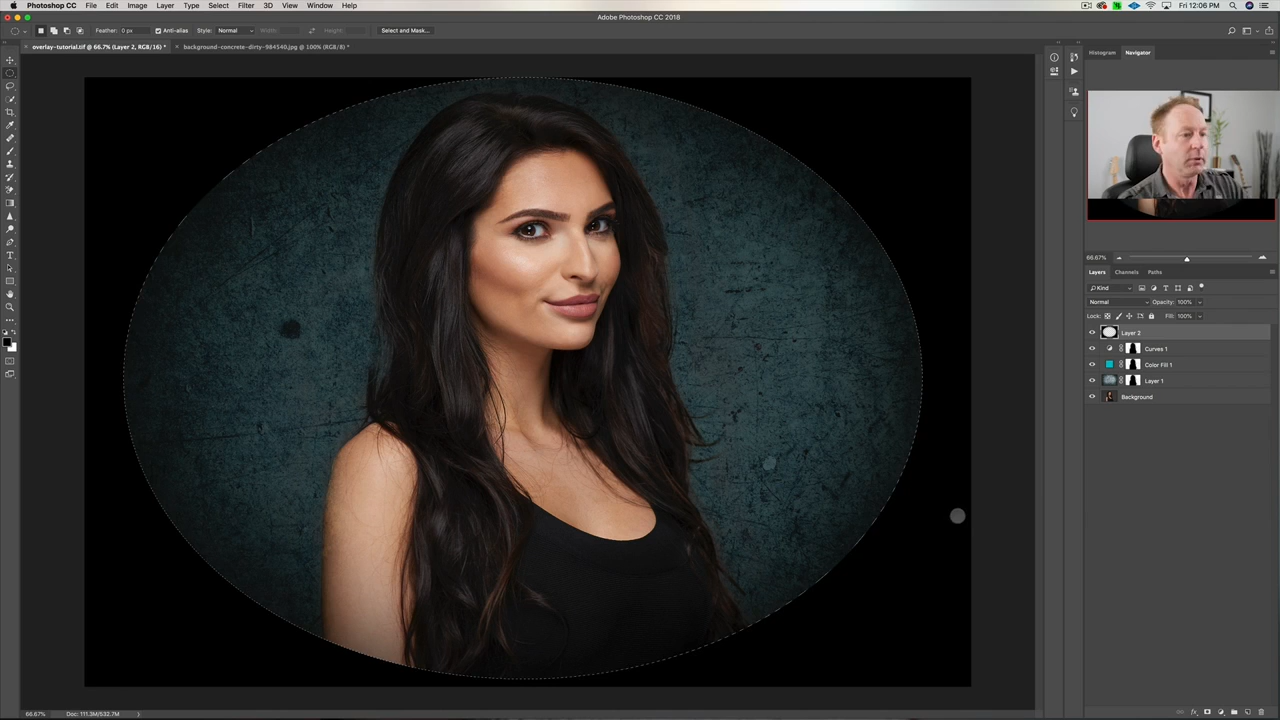 Photoshop CC File Edit Image Layer Type Select Filter 3D View Window Help Fri 12:06 PM
Adobe Photoshop CC 2018
Feather: 0 px Anti-alias Style: Normal Width: Height: Select and Mask...
overlay-tutorial.tif @ 66.7% (Layer 2, RGB/16) * × background-concrete-dirty-984540.jpg @ 100% (RGB/8) *
Histogram Navigator
66.67%
Layers Channels Paths
Kind
Normal Opacity: 100%
Lock: Fill: 100%
Layer 2
Curves 1
Color Fill 1
Layer 1
Background
66.67% Doc: 111.3M/532.7M